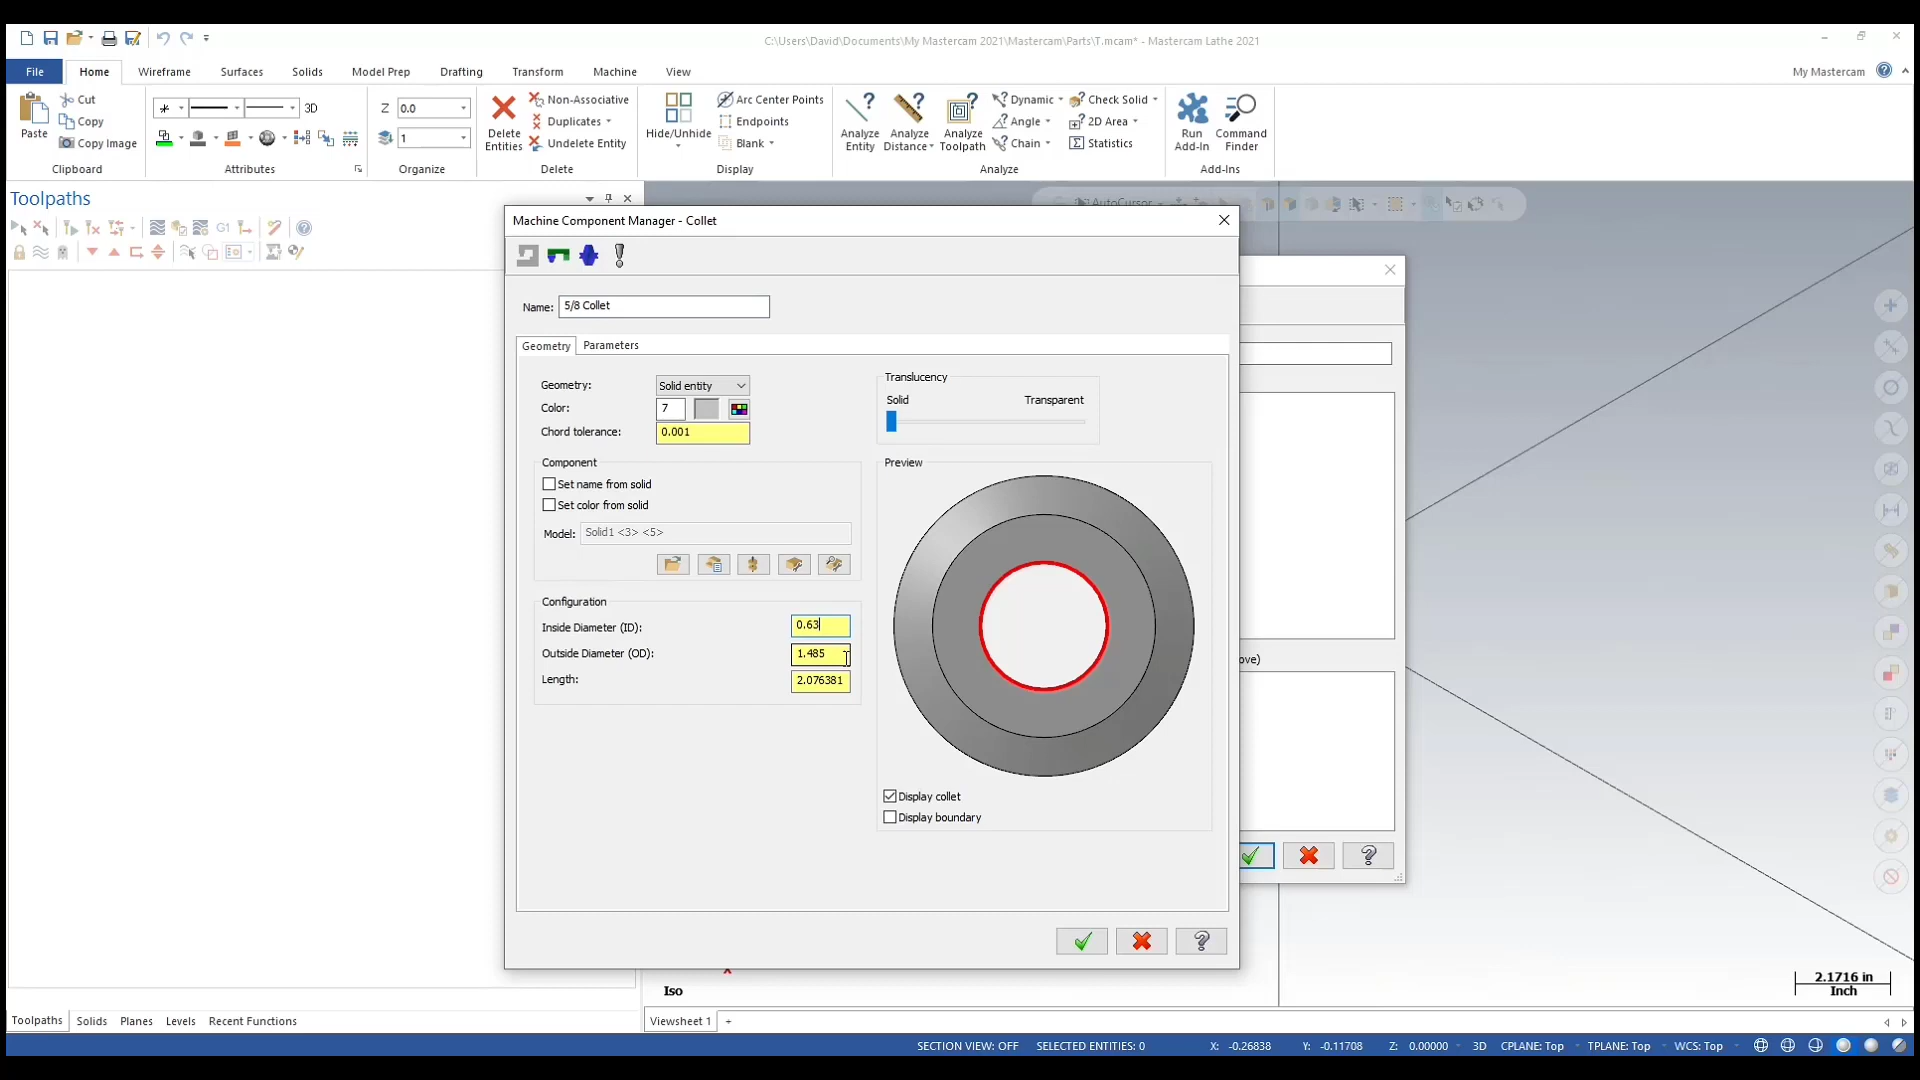 C:\Users\David\Documents\My Mastercam 2021\Mastercam\Parts\T.mcam* - Mastercam Lathe 2021
File Home Wireframe Surfaces Solids Model Prep Drafting Transform Machine View My Mastercam
Paste Cut Copy Copy Image
Clipboard
3D
Attributes
Z 0.0
1
Organize
Delete Entities Non-Associative Duplicates Undelete Entity
Delete
Hide/Unhide Arc Center Points Endpoints Blank
Display
Analyze Entity Analyze Distance Analyze Toolpath Dynamic Angle Chain Check Solid 2D Area Statistics
Analyze
Run Add-In Command Finder
Add-Ins
Toolpaths
G1
AutoCursor
Machine Component Manager - Collet
Name: 5/8 Collet
Geometry Parameters
Geometry: Solid entity
Color: 7
Chord tolerance: 0.001
Translucency
Solid Transparent
Component
Set name from solid
Set color from solid
Model: Solid1 <3> <5>
Configuration
Inside Diameter (ID): 0.63
Outside Diameter (OD): 1.485
Length: 2.076381
Preview
Display collet
Display boundary
ove)
Iso
2.1716 in
Inch
Toolpaths Solids Planes Levels Recent Functions
Viewsheet 1 +
SECTION VIEW: OFF SELECTED ENTITIES: 0 X: -0.26838 Y: -0.11708 Z: 0.00000 3D CPLANE: Top TPLANE: Top WCS: Top